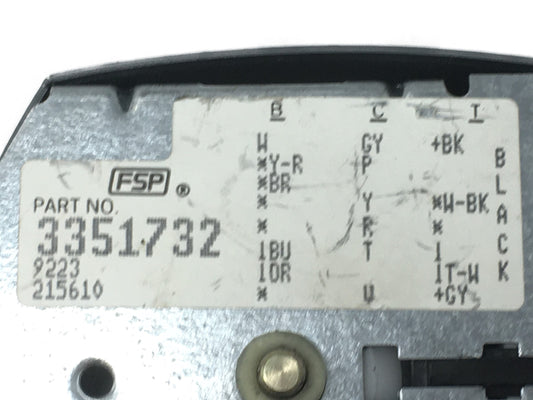 B C T
W GY +BK
*Y-R P
*BR
* Y *W-BK
* R
1BU T 1
1OR 1T-W
* U +GY
BLACK
FSP ®
PART NO.
3351732
9223
215610